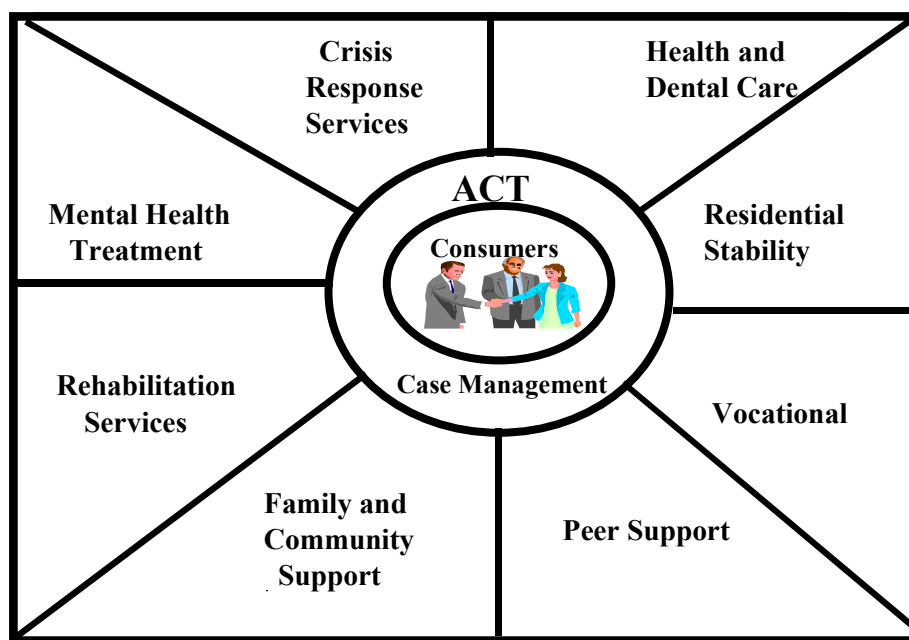 Crisis
Response
Services
Health and
Dental Care
Mental Health
Treatment
ACT
Consumers
Case Management
Residential
Stability
Rehabilitation
Services
Vocational
Family and
Community
Support
Peer Support